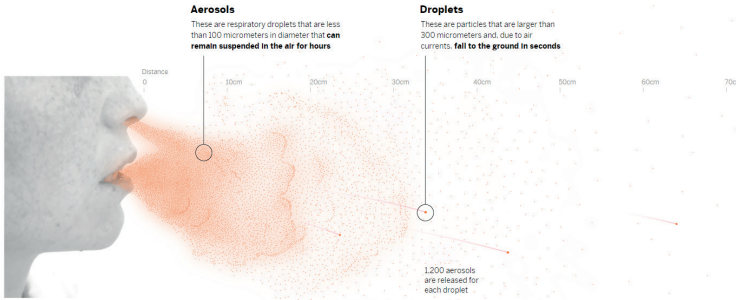 Aerosols
These are respiratory droplets that are less
than 100 micrometers in diameter that can
remain suspended in the air for hours
Droplets
These are particles that are larger than
300 micrometers and, due to air
currents, fall to the ground in seconds
Distance
0 10cm 20cm 30cm 40cm 50cm 60cm 70c
1,200 aerosols
are released for
each droplet